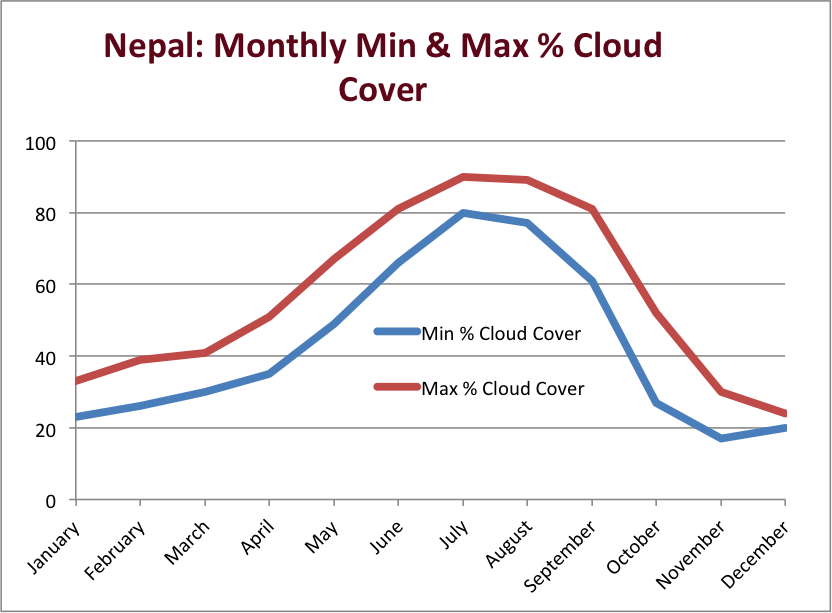 Nepal: Monthly Min & Max % Cloud
Cover
100
80
60
40
20
0
Min % Cloud Cover
Max % Cloud Cover
January
February
March
April
May
June
July
August
September
October
November
December